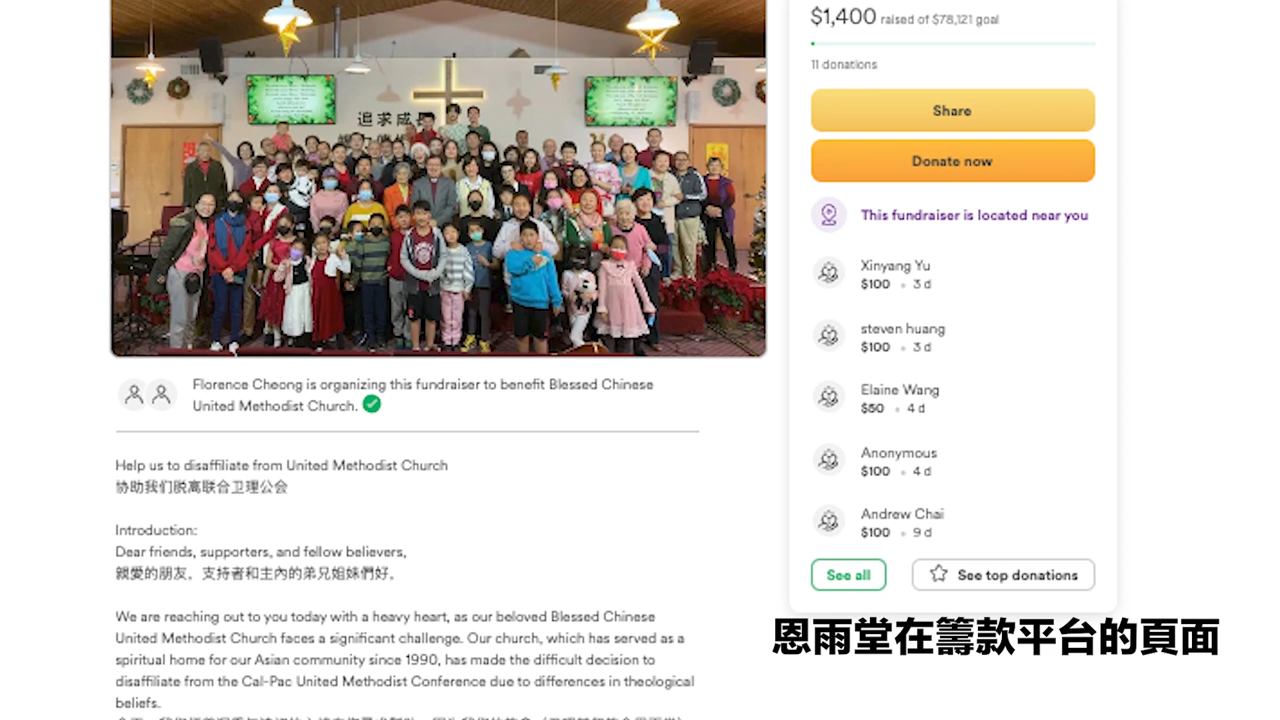 追求成長
Florence Cheong is organizing this fundraiser to benefit Blessed Chinese
United Methodist Church.
Help us to disaffiliate from United Methodist Church
协助我们脱离联合卫理公会
Introduction:
Dear friends, supporters, and fellow believers,
親愛的朋友，支持者和主內的弟兄姐妹們好。
We are reaching out to you today with a heavy heart, as our beloved Blessed Chinese
United Methodist Church faces a significant challenge. Our church, which has served as a
spiritual home for our Asian community since 1990, has made the difficult decision to
disaffiliate from the Cal-Pac United Methodist Conference due to differences in theological
beliefs.
$1,400 raised of $78,121 goal
11 donations
Share
Donate now
This fundraiser is located near you
Xinyang Yu
$100 • 3 d
steven huang
$100 • 3 d
Elaine Wang
$50 • 4 d
Anonymous
$100 • 4 d
Andrew Chai
$100 • 9 d
See all
See top donations
恩雨堂在籌款平台的頁面